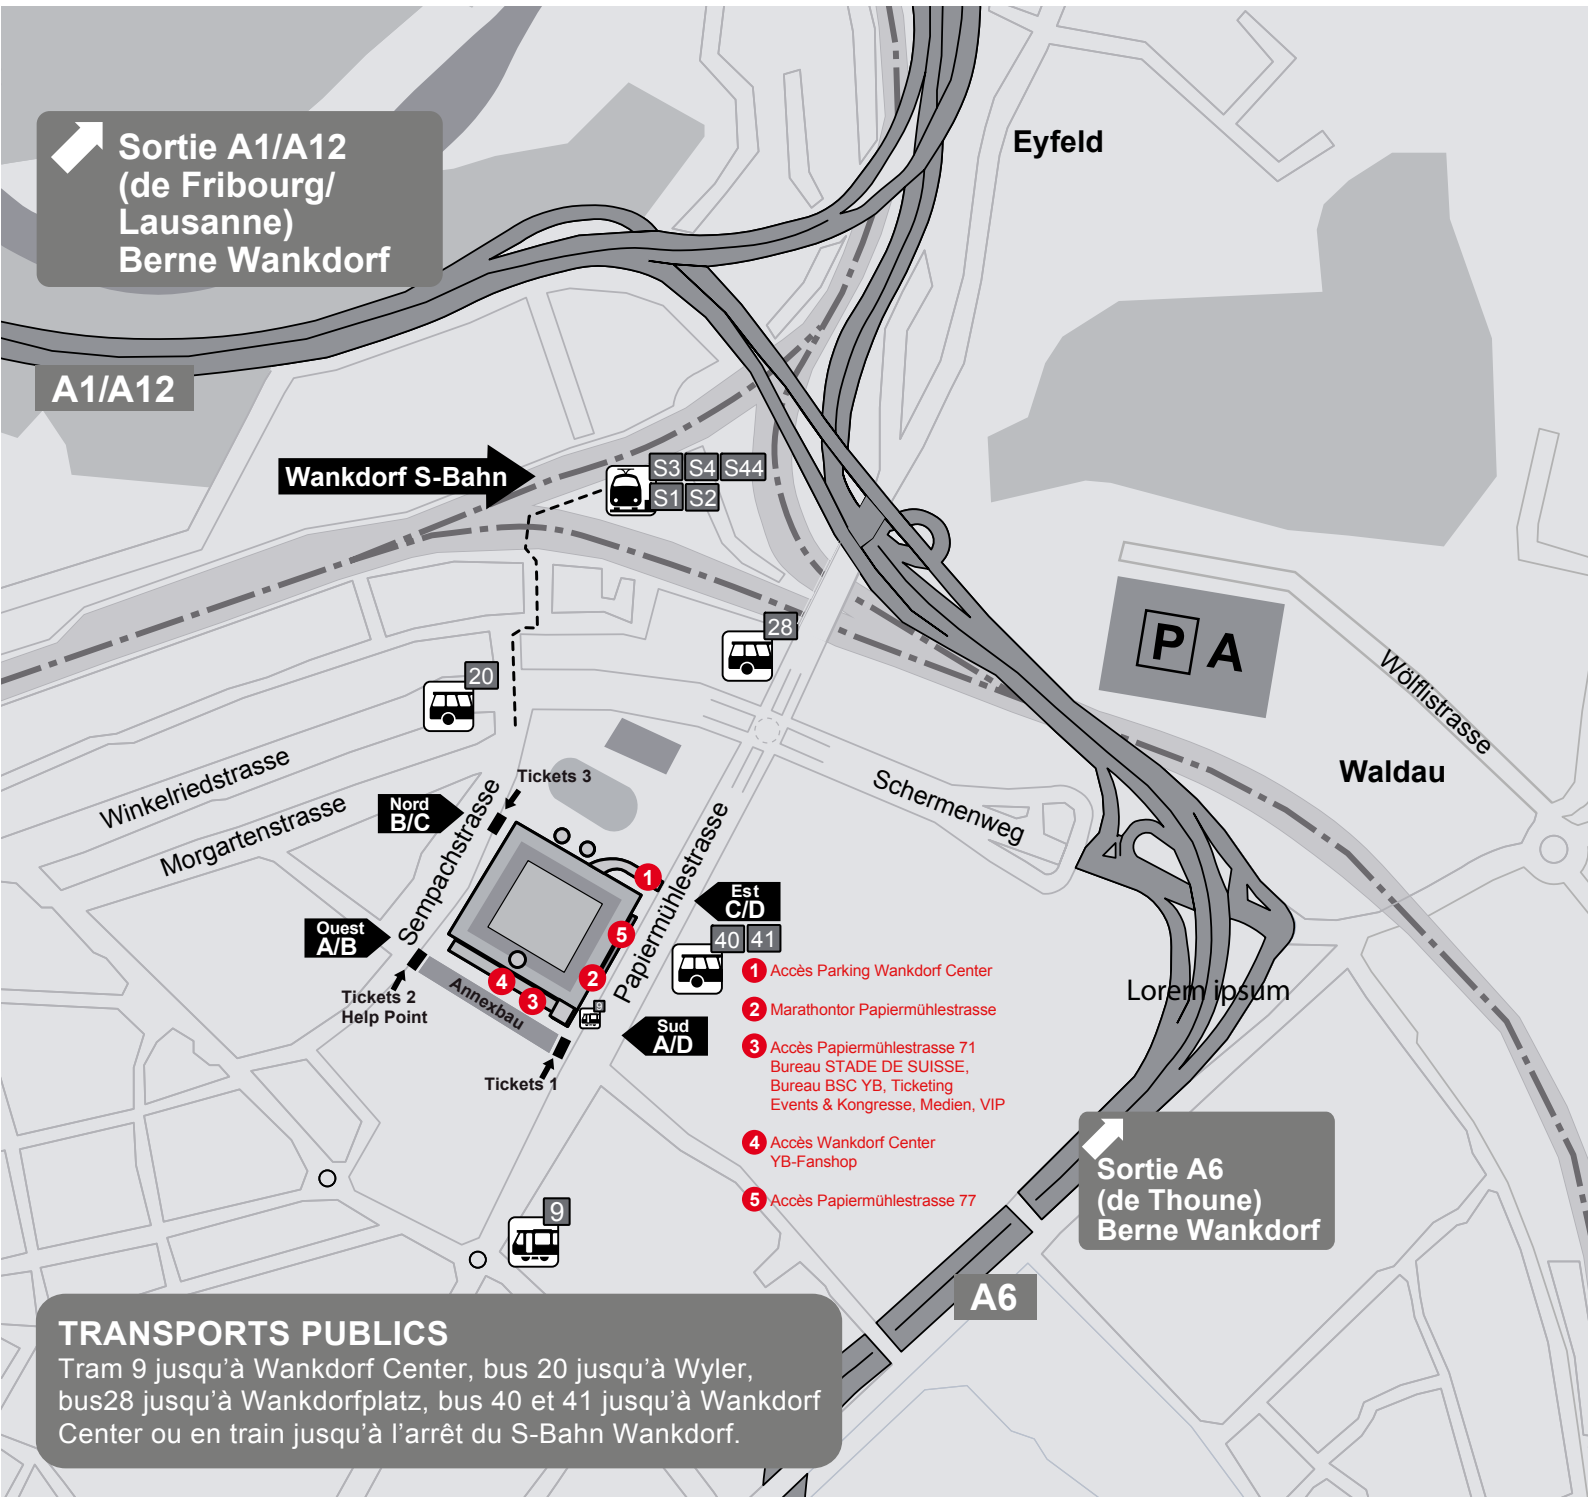 Sortie A1/A12
(de Fribourg/
Lausanne)
Berne Wankdorf
Eyfeld
A1/A12
Wankdorf S-Bahn
S3 S4 S44
S1 S2
28
20
P A
Wölflistrasse
Waldau
Winkelriedstrasse
Morgartenstrasse
Sempachstrasse
Papiermühlestrasse
Schermenweg
Tickets 3
Nord
B/C
Est
C/D
40 41
Ouest
A/B
Tickets 2
Help Point
Annexbau
Sud
A/D
Tickets 1
1
5
2
4
3
1 Accès Parking Wankdorf Center
2 Marathontor Papiermühlestrasse
3 Accès Papiermühlestrasse 71
Bureau STADE DE SUISSE,
Bureau BSC YB, Ticketing
Events & Kongresse, Medien, VIP
4 Accès Wankdorf Center
YB-Fanshop
5 Accès Papiermühlestrasse 77
Lorem ipsum
Sortie A6
(de Thoune)
Berne Wankdorf
9
A6
TRANSPORTS PUBLICS
Tram 9 jusqu’à Wankdorf Center, bus 20 jusqu’à Wyler,
bus28 jusqu’à Wankdorfplatz, bus 40 et 41 jusqu’à Wankdorf
Center ou en train jusqu’à l’arrêt du S-Bahn Wankdorf.